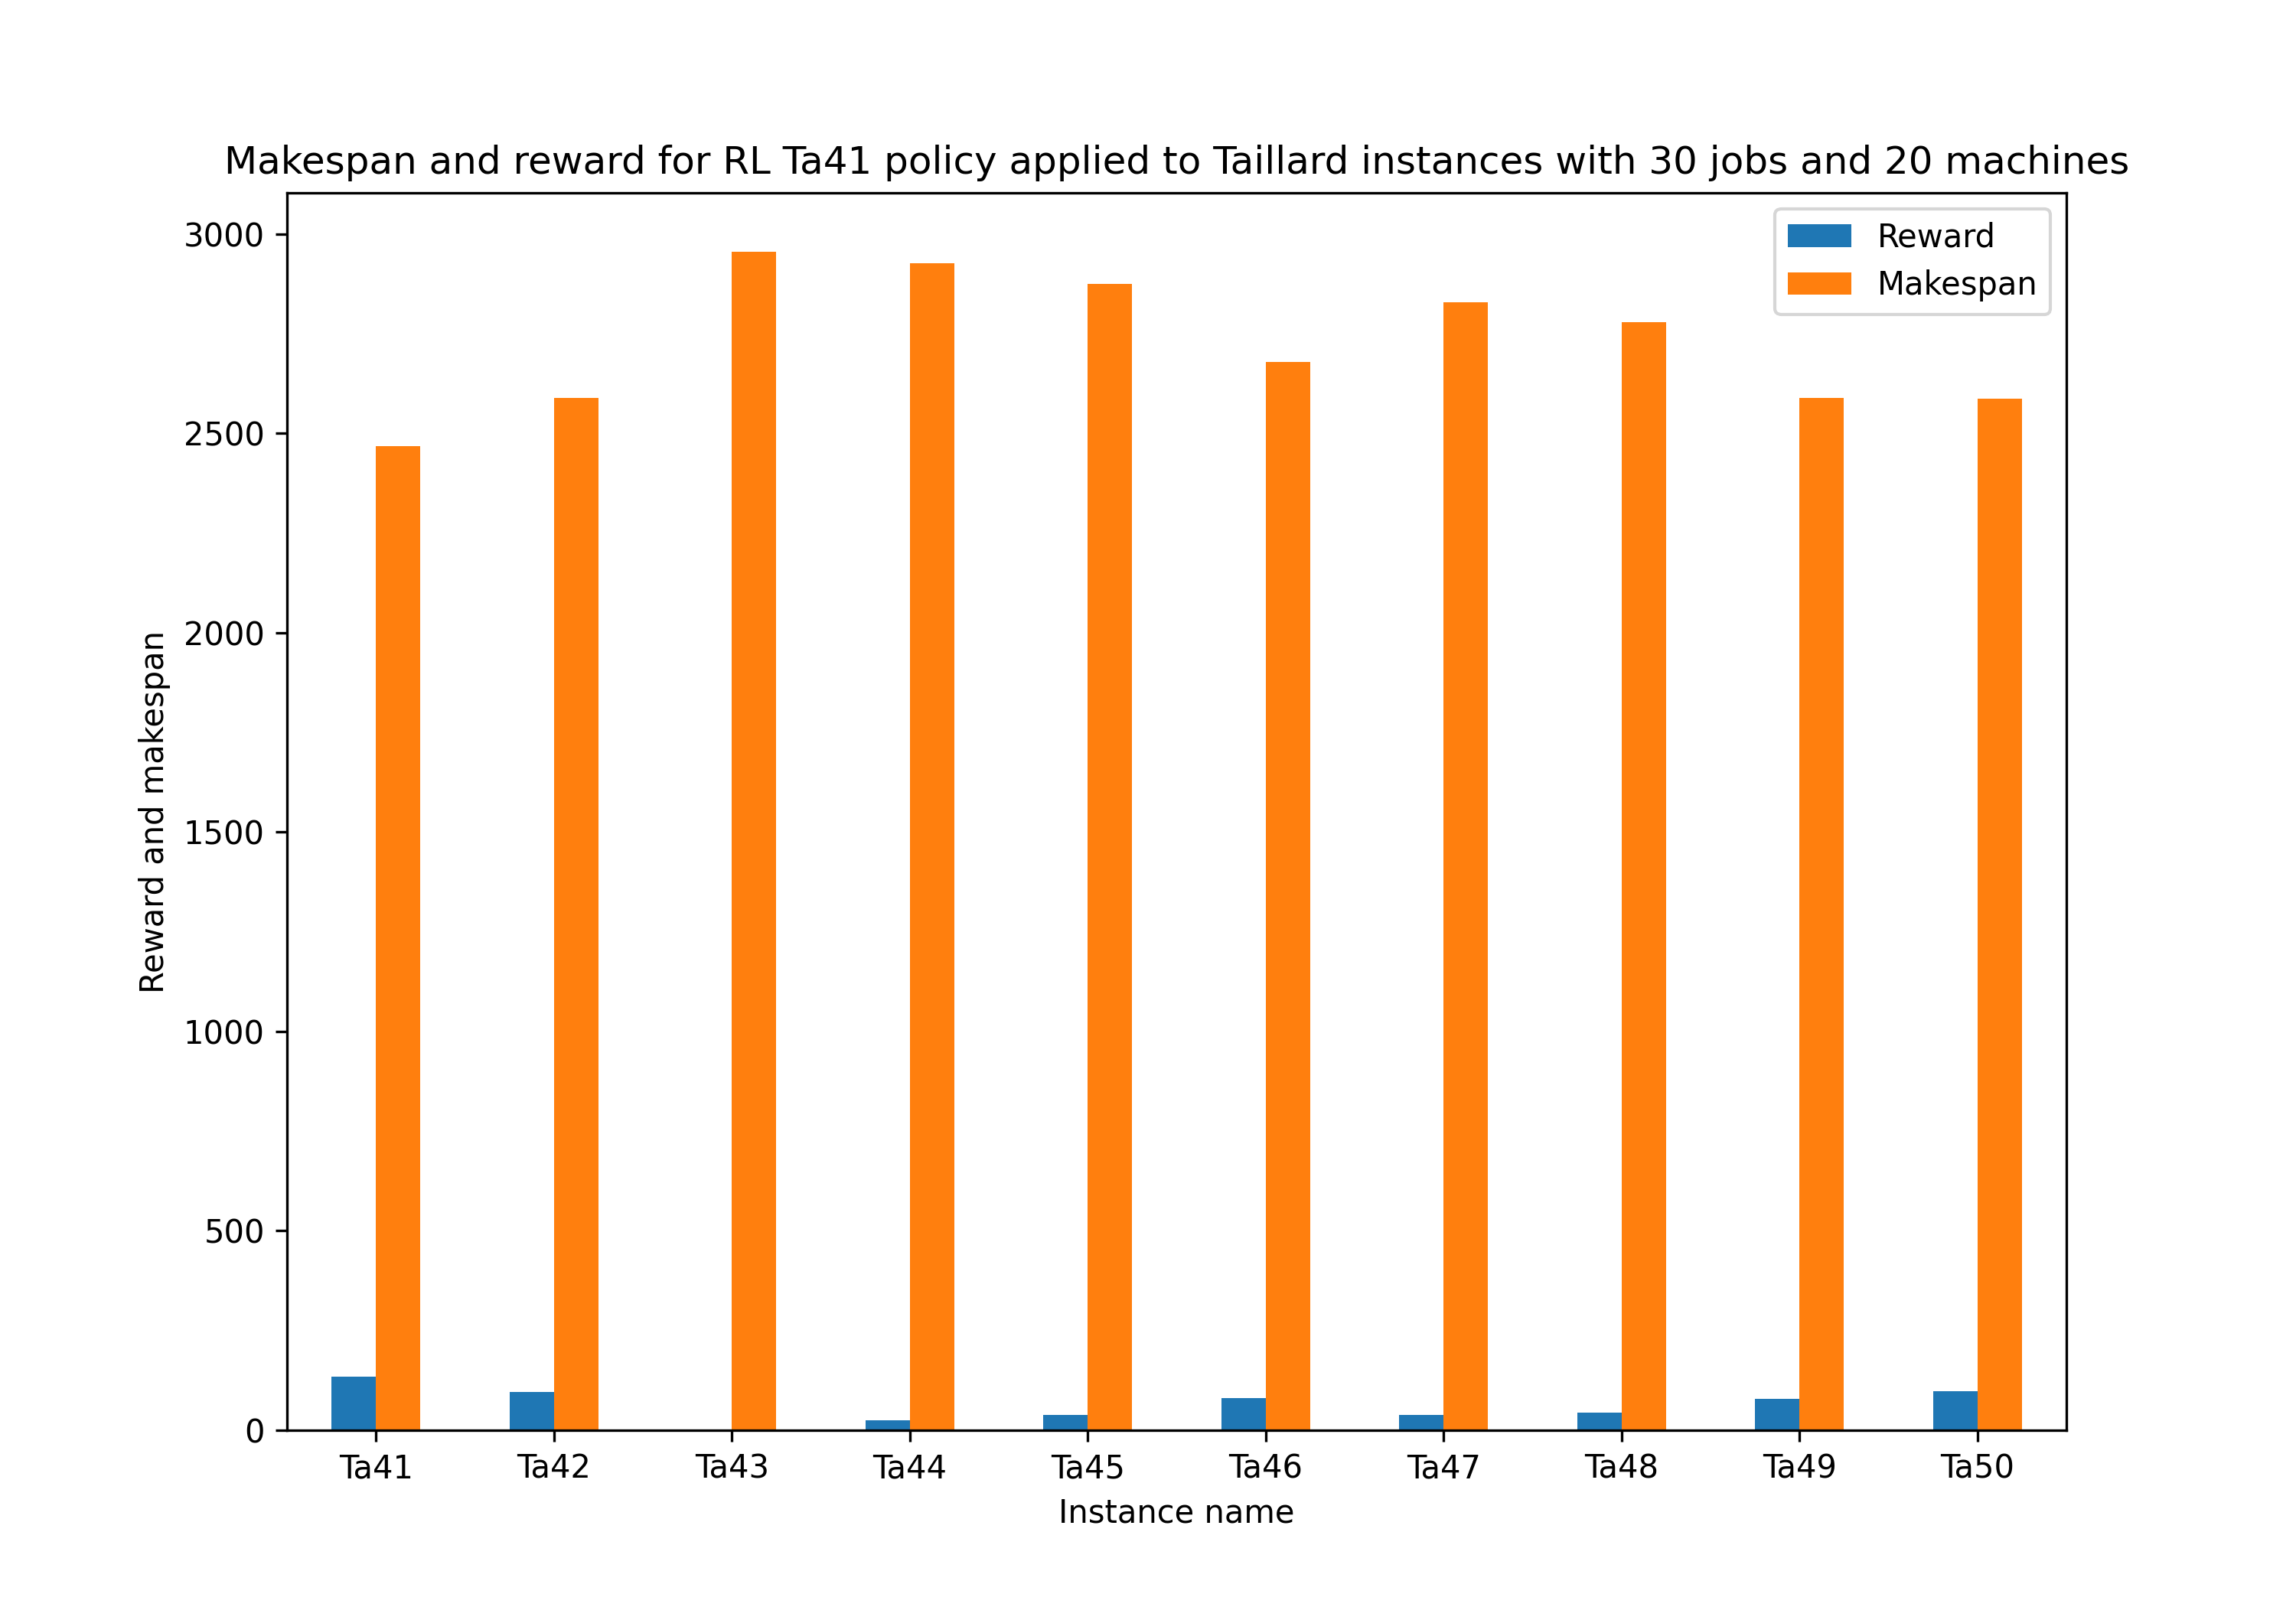 Makespan and reward for RL Ta41 policy applied to Taillard instances with 30 jobs and 20 machines
Reward
Makespan
Reward and makespan
3000
2500
2000
1500
1000
500
0
Ta41 Ta42 Ta43 Ta44 Ta45 Ta46 Ta47 Ta48 Ta49 Ta50
Instance name